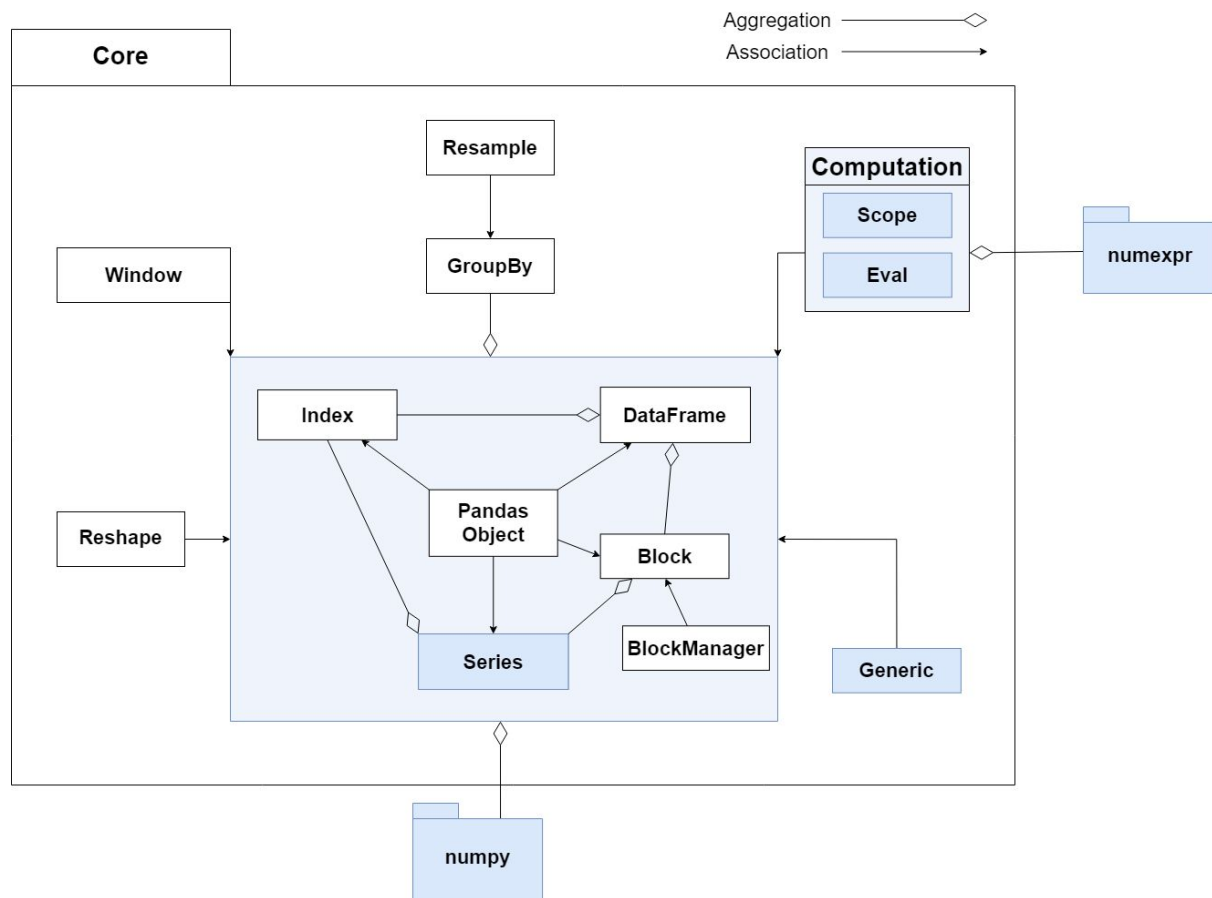 Aggregation
Association
Core
Resample
Computation
Scope
Window
GroupBy
Eval
numexpr
Index
DataFrame
Pandas
Object
Reshape
Block
BlockManager
Series
Generic
numpy